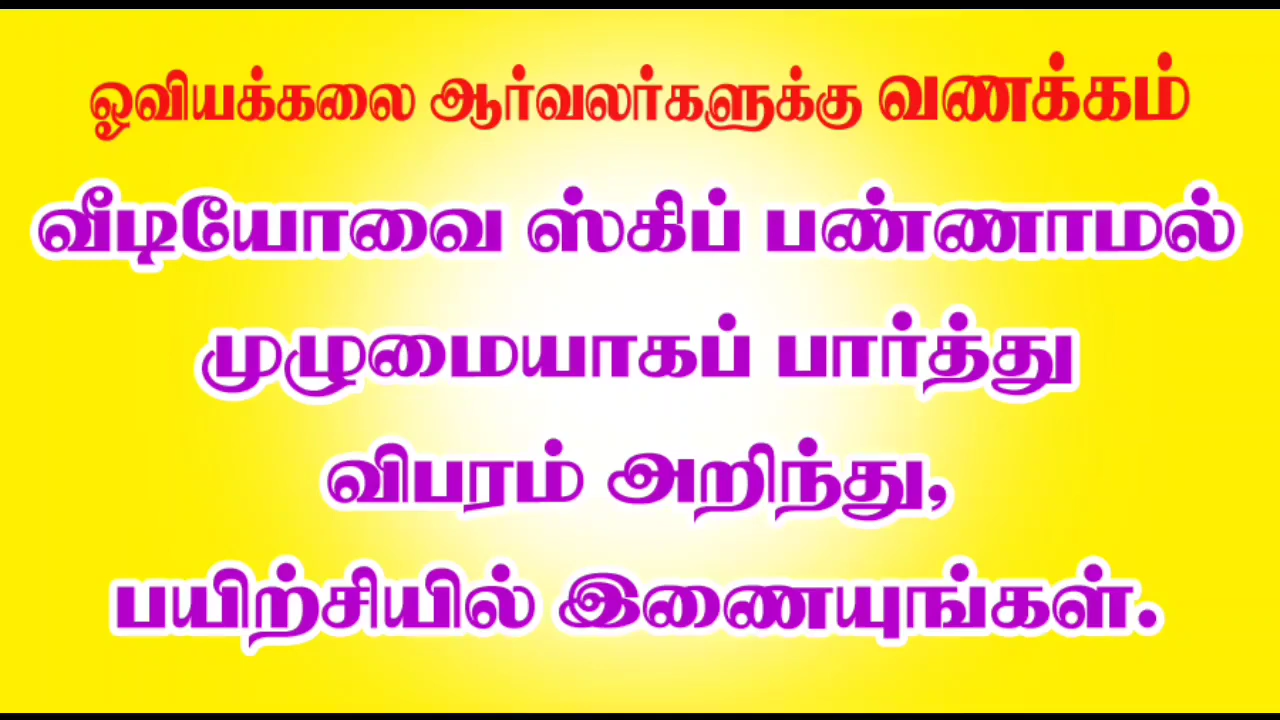 ஓவியக்கலை ஆர்வலர்களுக்கு வணக்கம்
வீடியோவை ஸ்கிப் பண்ணாமல்
முழுமையாகப் பார்த்து
விபரம் அறிந்து,
பயிற்சியில் இணையுங்கள்.